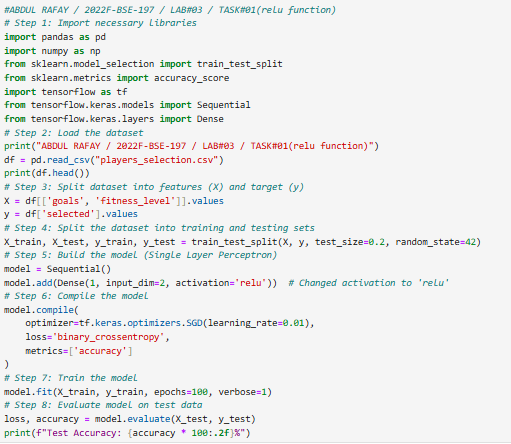 #ABDUL RAFAY / 2022F-BSE-197 / LAB#03 / TASK#01(reLu function)
# Step 1: Import necessary libraries
import pandas as pd
import numpy as np
from sklearn.model_selection import train_test_split
from sklearn.metrics import accuracy_score
import tensorflow as tf
from tensorflow.keras.models import Sequential
from tensorflow.keras.layers import Dense
# Step 2: Load the dataset
print("ABDUL RAFAY / 2022F-BSE-197 / LAB#03 / TASK#01(relu function)")
df = pd.read_csv("players_selection.csv")
print(df.head())
# Step 3: Split dataset into features (X) and target (y)
X = df[['goals', 'fitness_level']].values
y = df['selected'].values
# Step 4: Split the dataset into training and testing sets
X_train, X_test, y_train, y_test = train_test_split(X, y, test_size=0.2, random_state=42)
# Step 5: Build the model (Single Layer Perceptron)
model = Sequential()
model.add(Dense(1, input_dim=2, activation='relu'))  # Changed activation to 'relu'
# Step 6: Compile the model
model.compile(
    optimizer=tf.keras.optimizers.SGD(learning_rate=0.01),
    loss='binary_crossentropy',
    metrics=['accuracy']
)
# Step 7: Train the model
model.fit(X_train, y_train, epochs=100, verbose=1)
# Step 8: Evaluate model on test data
loss, accuracy = model.evaluate(X_test, y_test)
print(f"Test Accuracy: {accuracy * 100:.2f}%")